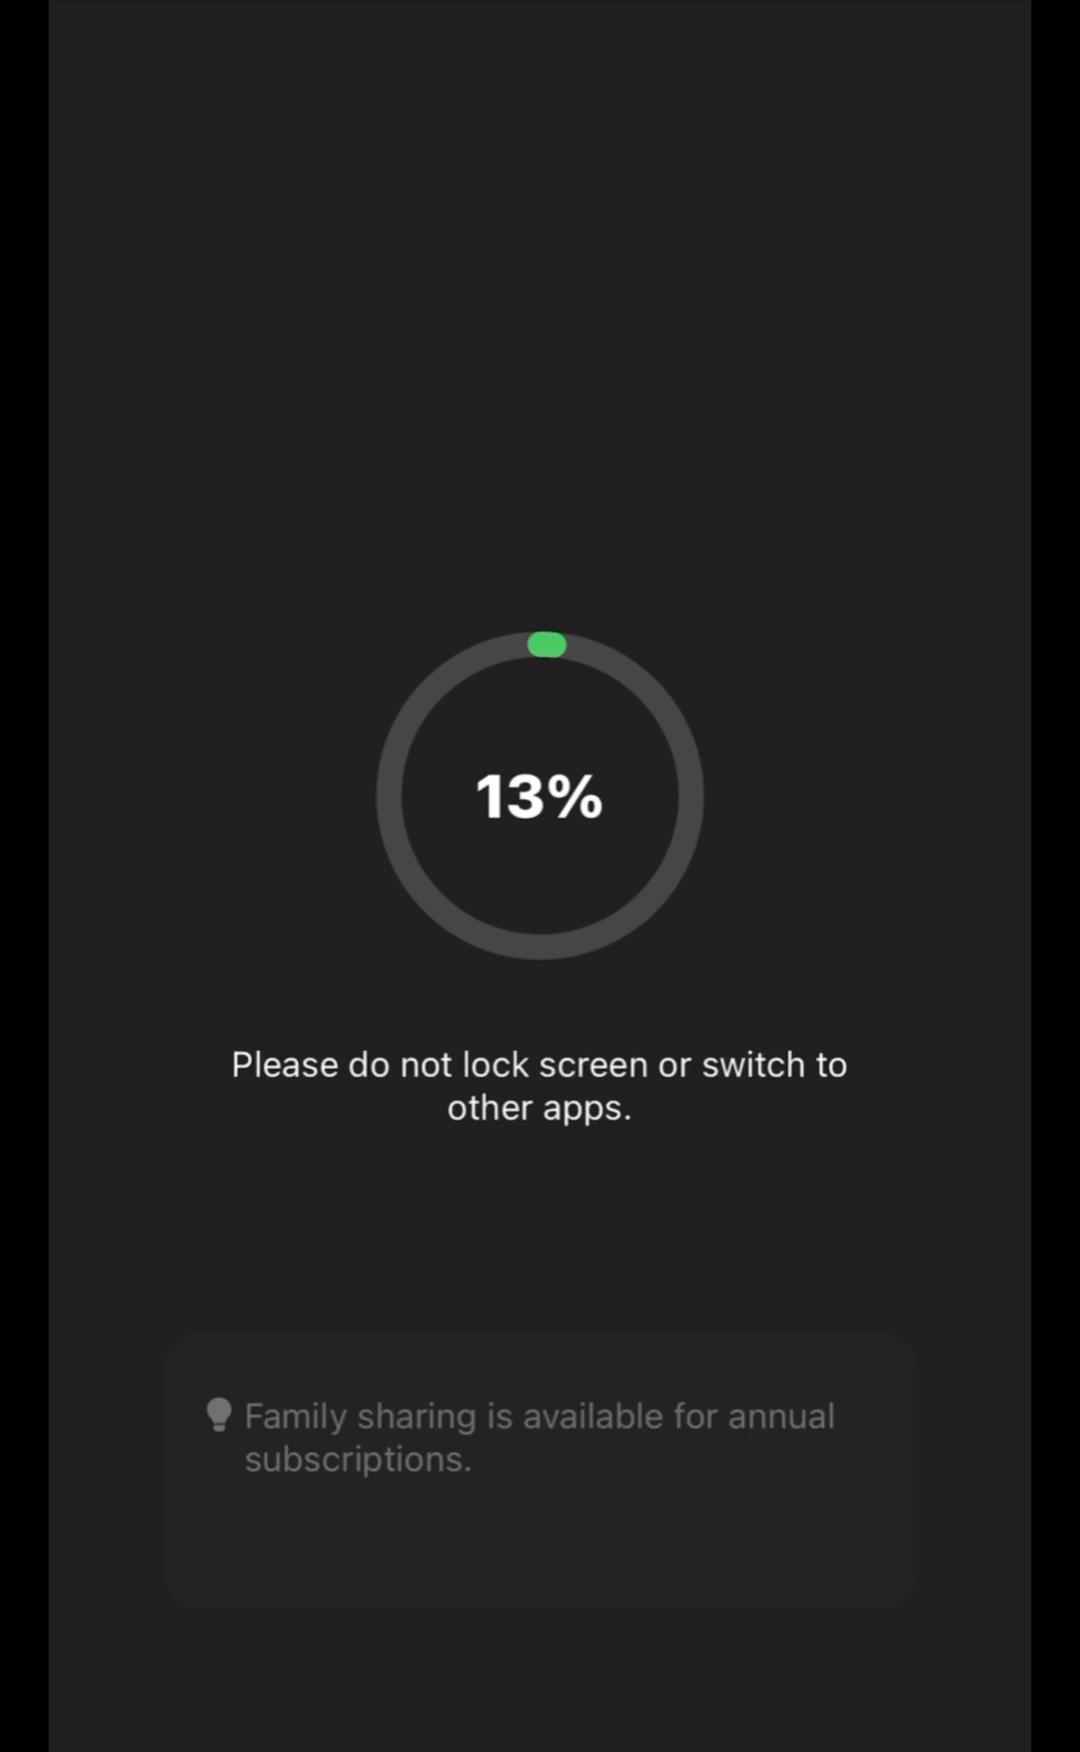 13%
Please do not lock screen or switch to
other apps.
Family sharing is available for annual
subscriptions.